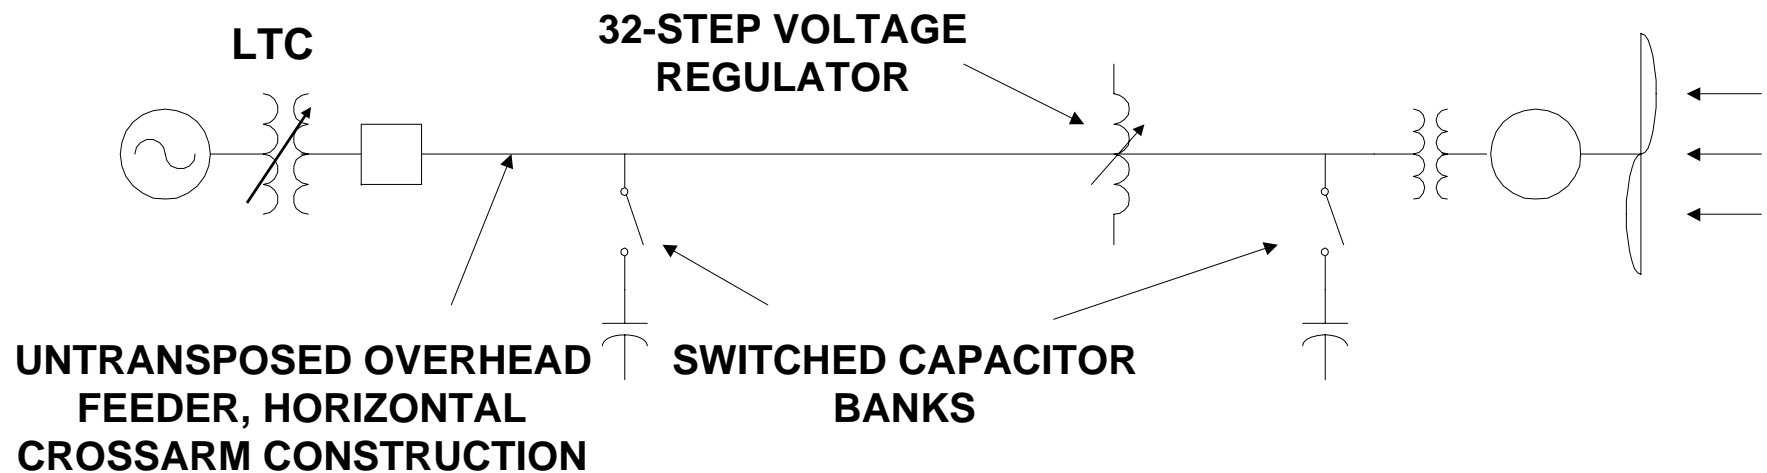 LTC
32-STEP VOLTAGE
REGULATOR
UNTRANSPOSED OVERHEAD
FEEDER, HORIZONTAL
CROSSARM CONSTRUCTION
SWITCHED CAPACITOR
BANKS